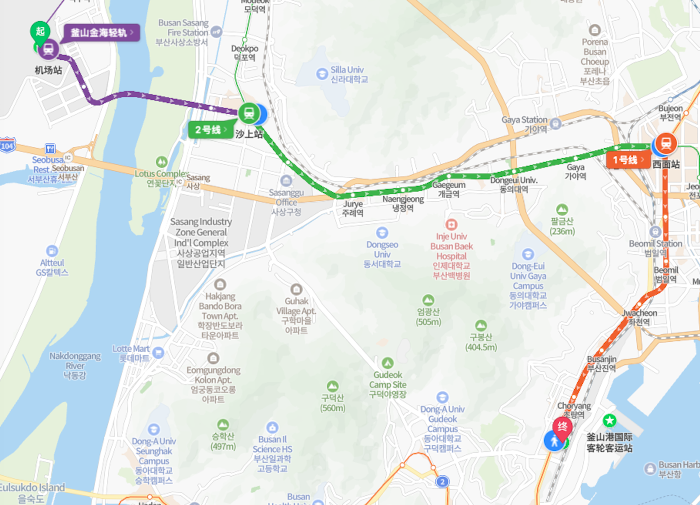 Modeok
모덕역
Busan Sasang
Fire Station
부산사상소방서
起
釜山金海轻轨
机场站
Deokpo
덕포역
Silla Univ
신라대학교
Porena
Busan
Choeup
포레나
부산초읍
2号线
沙上站
Gaya Station
가야역
Bujeon
부전역
1号线
西面站
104
Seobusan
Rest
서부산휴
Seobusan
서부산
Lotus Complex
연꽃단지
Sasang
사상
Sasanggu
Office
사상구청
Jurye
주례역
Naengjeong
냉정역
Gaegeum
개금역
Dongeui Univ.
동의대역
Gaya
가야역
Sasang Industry
Zone General
Ind'l Complex
사상공업지역
일반산업단지
Dongseo
Univ
동서대학교
Inje Univ
Busan Baek
Hospital
인제대학교
부산백병원
팔금산
(236m)
Beomil Station
범일역
Beomil
범일역
Altteul
GS칼텍스
Dong-Eui
Univ Gaya
Campus
동의대학교
가야캠퍼스
Hakjang
Bando Bora
Town Apt.
학장반도보라
타운아파트
Guhak
Village Apt.
구학마을
아파트
엄광산
(505m)
구봉산
(404.5m)
Jwacheon
좌천역
Lotte Mart
롯데마트
Nakdonggang
River
낙동강
Eomgungdong
Kolon Apt.
엄궁동코오롱
아파트
Gudeok
Camp Site
구덕야영장
구덕산
(560m)
Busanjin
부산진역
Choryang
초량역
终
釜山港国际
客轮客运站
승학산
(497m)
Dong-A Univ
Seunghak
Campus
동아대학교
승학캠퍼스
Busan Il
Science HS
부산일과학
고등학교
Dong-A Univ
Gudeok
Campus
동아대학교
구덕캠퍼스
Busan Harb
부산항
2
Eulsukdo Island
을숙도
Busan